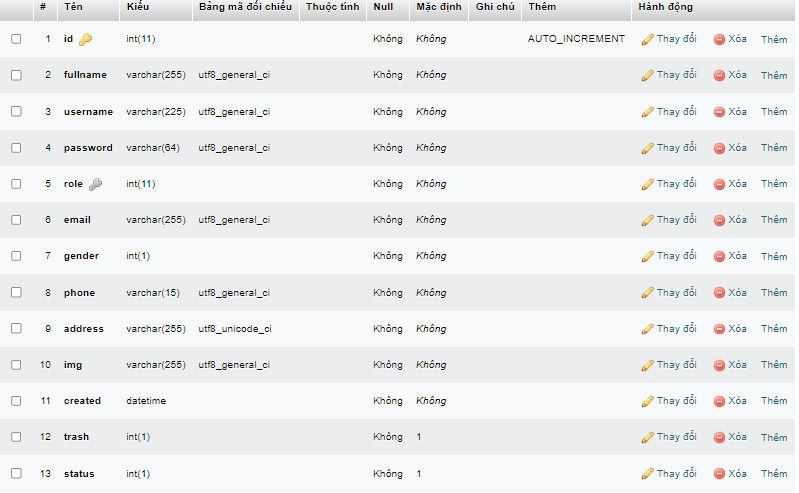 # Tên Kiểu Bảng mã đối chiếu Thuộc tính Null Mặc định Ghi chú Thêm Hành động
1 id int(11) Không Không AUTO_INCREMENT Thay đổi Xóa Thêm
2 fullname varchar(255) utf8_general_ci Không Không Thay đổi Xóa Thêm
3 username varchar(225) utf8_general_ci Không Không Thay đổi Xóa Thêm
4 password varchar(64) utf8_general_ci Không Không Thay đổi Xóa Thêm
5 role int(11) Không Không Thay đổi Xóa Thêm
6 email varchar(255) utf8_general_ci Không Không Thay đổi Xóa Thêm
7 gender int(1) Không Không Thay đổi Xóa Thêm
8 phone varchar(15) utf8_general_ci Không Không Thay đổi Xóa Thêm
9 address varchar(255) utf8_unicode_ci Không Không Thay đổi Xóa Thêm
10 img varchar(255) utf8_general_ci Không Không Thay đổi Xóa Thêm
11 created datetime Không Không Thay đổi Xóa Thêm
12 trash int(1) Không 1 Thay đổi Xóa Thêm
13 status int(1) Không 1 Thay đổi Xóa Thêm